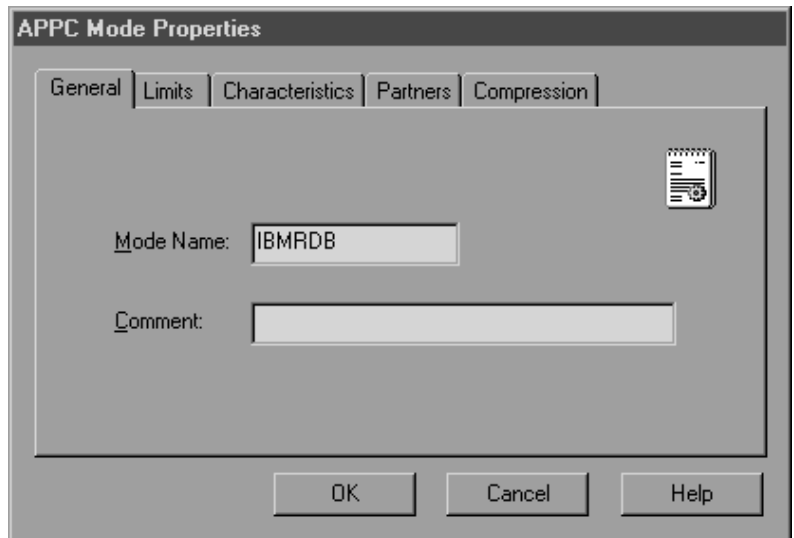 APPC Mode Properties
General Limits Characteristics Partners Compression
Mode Name: IBMRDB
Comment:
OK Cancel Help